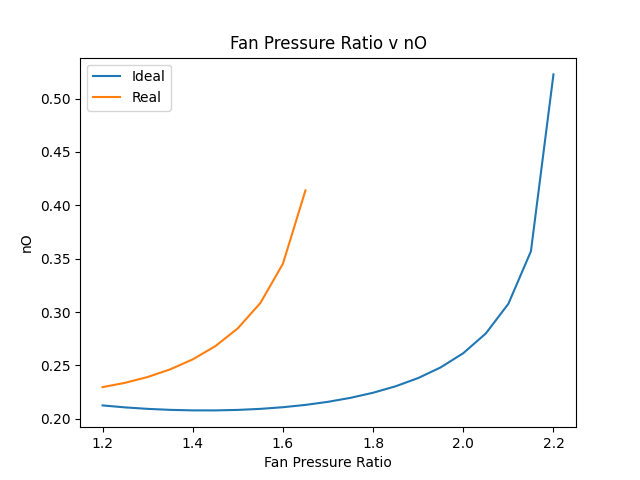 Fan Pressure Ratio v nO
Ideal
Real
0.50
0.45
0.40
0.35
0.30
0.25
0.20
nO
1.2 1.4 1.6 1.8 2.0 2.2
Fan Pressure Ratio